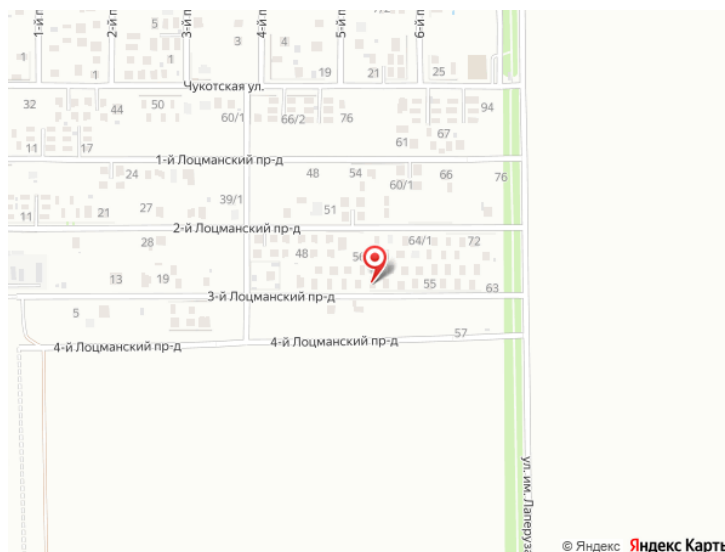 1-й п
2-й п
3-й п
4-й п
5-й п
6-й п
5
3
4
1
1
19
21
25
Чукотская ул.
32
44
50
60/1
66/2
76
94
67
61
11
17
1-й Лоцманский пр-д
24
48
54
60/1
66
76
39/1
27
21
11
51
2-й Лоцманский пр-д
28
48
64/1
72
13
19
55
63
3-й Лоцманский пр-д
5
57
4-й Лоцманский пр-д
4-й Лоцманский пр-д
ул. им. Лаперуза
© Яндекс Яндекс Карты